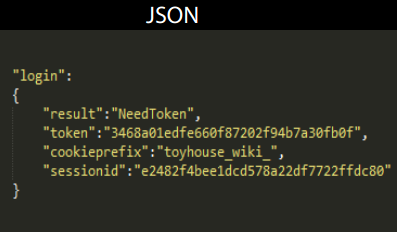 JSON
"login":
{
"result":"NeedToken",
"token":"3468a01edfe660f87202f94b7a30fb0f",
"cookieprefix":"toyhouse_wiki_",
"sessionid":"e2482f4bee1dcd578a22df7722ffdc80"
}